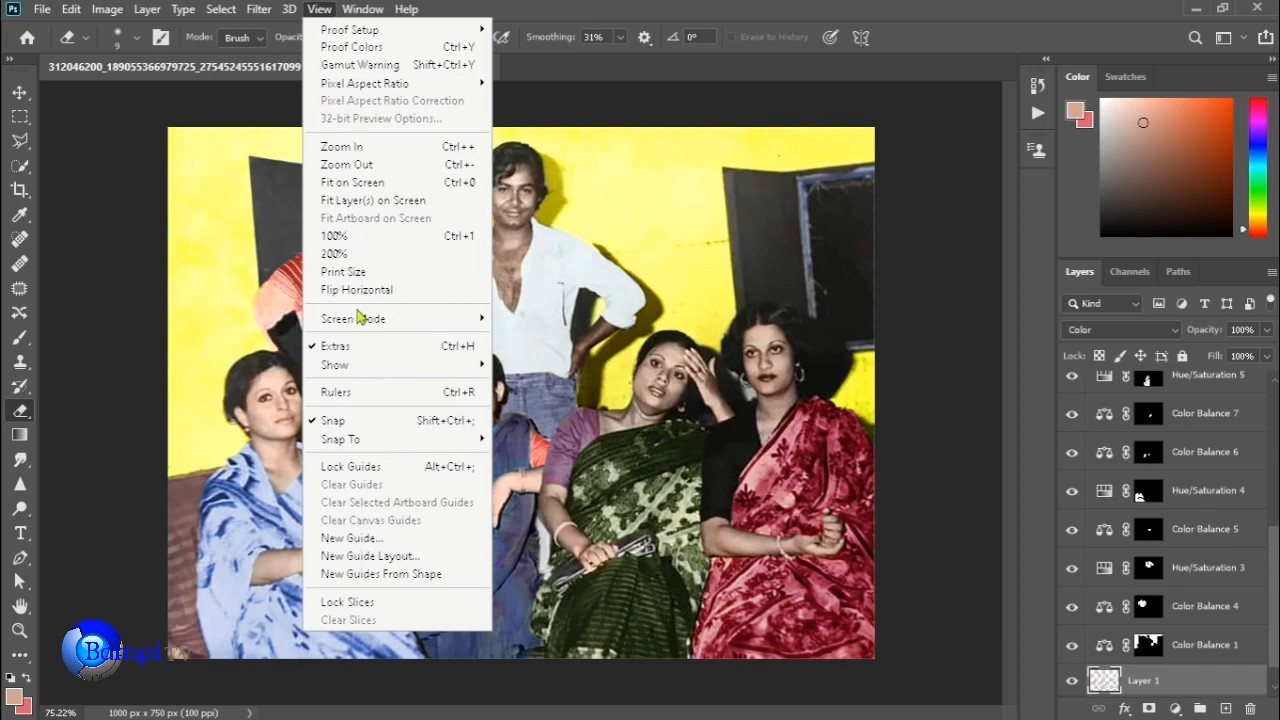 Ps File Edit Image Layer Type Select Filter 3D View Window Help
9 Mode: Brush Opaci Smoothing: 31% 0° Erase to History
312046200_189055366979725_27545245551617099
Proof Setup
Proof Colors Ctrl+Y
Gamut Warning Shift+Ctrl+Y
Pixel Aspect Ratio
Pixel Aspect Ratio Correction
32-bit Preview Options...
Zoom In Ctrl++
Zoom Out Ctrl+-
Fit on Screen Ctrl+0
Fit Layer(s) on Screen
Fit Artboard on Screen
100% Ctrl+1
200%
Print Size
Flip Horizontal
Screen Mode
Extras Ctrl+H
Show
Rulers Ctrl+R
Snap Shift+Ctrl+;
Snap To
Lock Guides Alt+Ctrl+;
Clear Guides
Clear Selected Artboard Guides
Clear Canvas Guides
New Guide...
New Guide Layout...
New Guides From Shape
Lock Slices
Clear Slices
Color Swatches
Layers Channels Paths
Kind
Color Opacity: 100%
Lock: Fill: 100%
Hue/Saturation 5
Color Balance 7
Color Balance 6
Hue/Saturation 4
Color Balance 5
Hue/Saturation 3
Color Balance 4
Color Balance 1
Layer 1
75.22% 1000 px x 750 px (100 ppi)